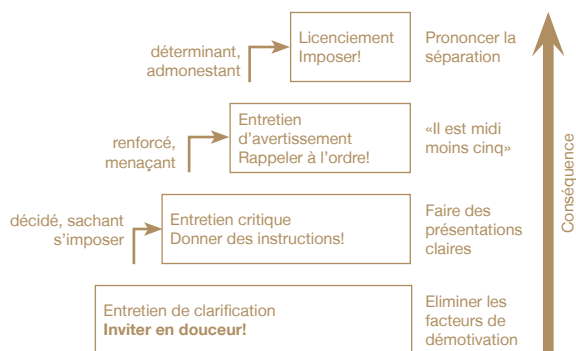 déterminant,
admonestant
Licenciement
Imposer!
Prononcer la
séparation
renforcé,
menaçant
Entretien
d'avertissement
Rappeler à l'ordre!
«Il est midi
moins cinq»
décidé, sachant
s'imposer
Entretien critique
Donner des instructions!
Faire des
présentations
claires
Entretien de clarification
Inviter en douceur!
Eliminer les
facteurs de
démotivation
Conséquence